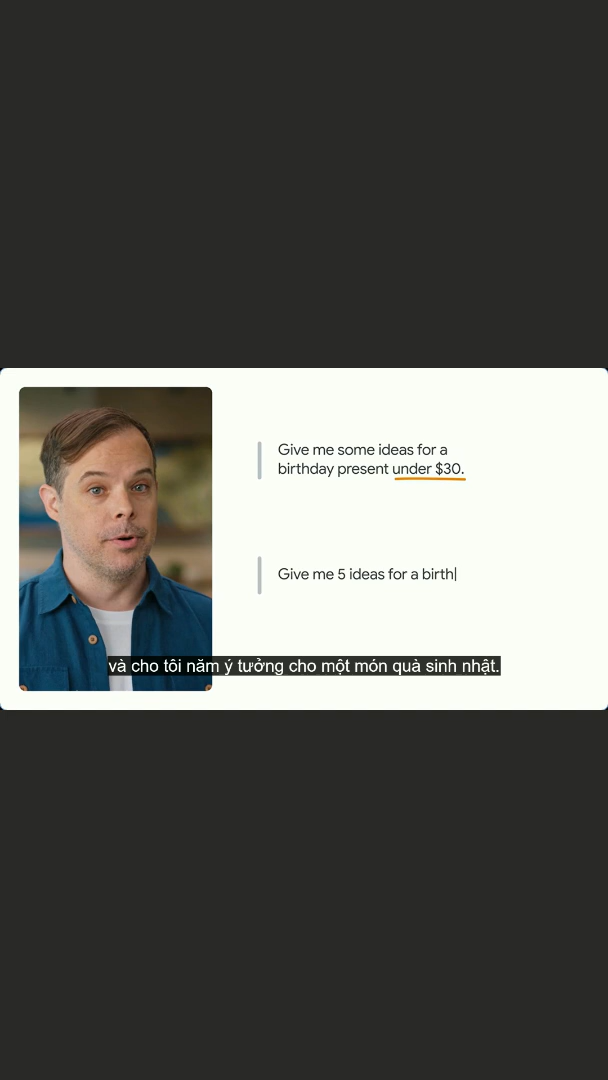 Give me some ideas for a
birthday present under $30.
Give me 5 ideas for a birth
và cho tôi năm ý tưởng cho một món quà sinh nhật.